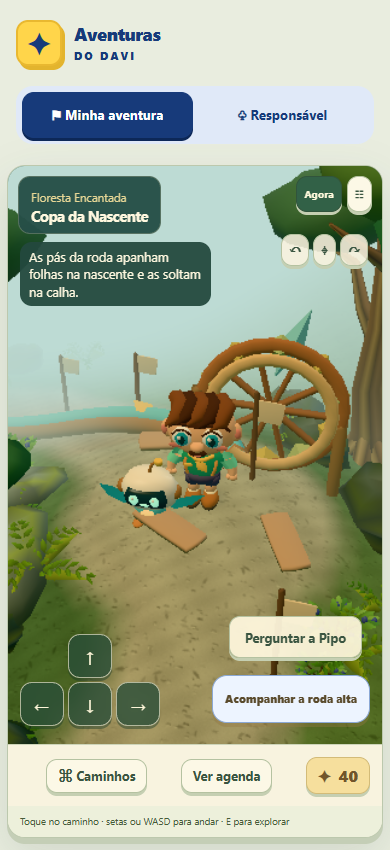 Aventuras
DO DAVI
Minha aventura
Responsável
Floresta Encantada
Copa da Nascente
Agora
As pás da roda apanham
folhas na nascente e as soltam
na calha.
Perguntar a Pipo
Acompanhar a roda alta
Caminhos
Ver agenda
40
Toque no caminho · setas ou WASD para andar · E para explorar